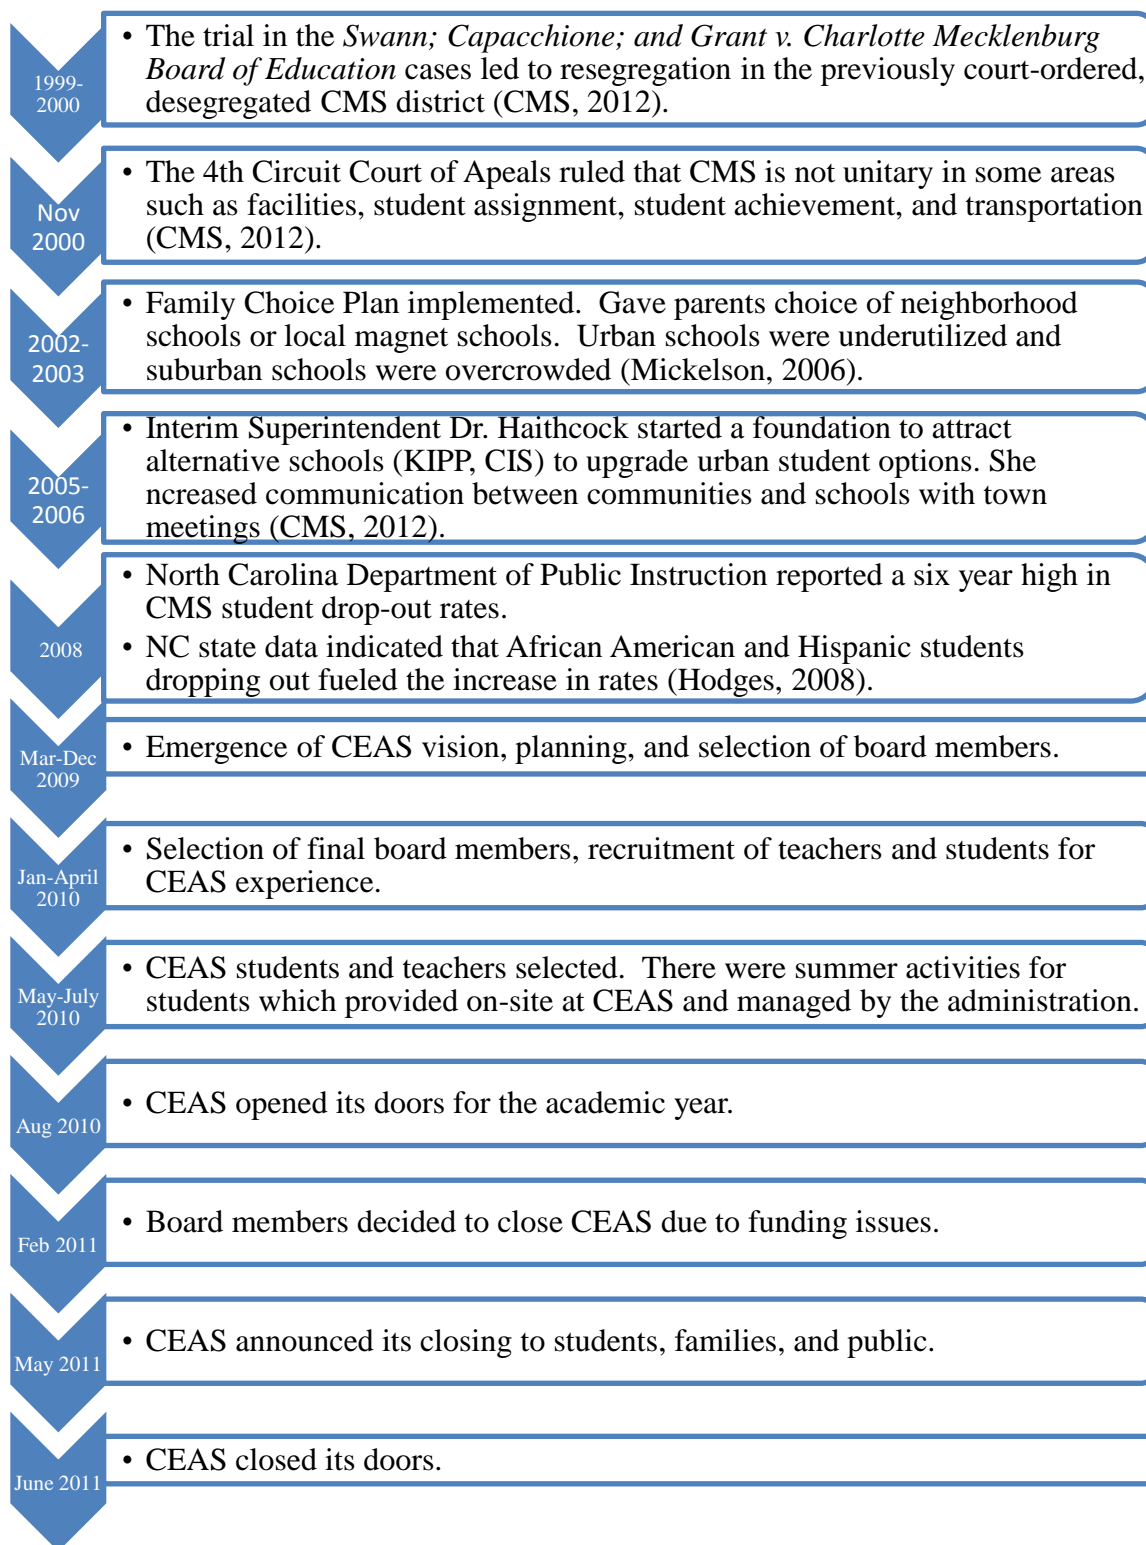 1999-
2000
• The trial in the Swann; Capacchione; and Grant v. Charlotte Mecklenburg
Board of Education cases led to resegregation in the previously court-ordered,
desegregated CMS district (CMS, 2012).
Nov
2000
• The 4th Circuit Court of Apeals ruled that CMS is not unitary in some areas
such as facilities, student assignment, student achievement, and transportation
(CMS, 2012).
2002-
2003
• Family Choice Plan implemented. Gave parents choice of neighborhood
schools or local magnet schools. Urban schools were underutilized and
suburban schools were overcrowded (Mickelson, 2006).
2005-
2006
• Interim Superintendent Dr. Haithcock started a foundation to attract
alternative schools (KIPP, CIS) to upgrade urban student options. She
ncreased communication between communities and schools with town
meetings (CMS, 2012).
2008
• North Carolina Department of Public Instruction reported a six year high in
CMS student drop-out rates.
• NC state data indicated that African American and Hispanic students
dropping out fueled the increase in rates (Hodges, 2008).
Mar-Dec
2009
• Emergence of CEAS vision, planning, and selection of board members.
Jan-April
2010
• Selection of final board members, recruitment of teachers and students for
CEAS experience.
May-July
2010
• CEAS students and teachers selected. There were summer activities for
students which provided on-site at CEAS and managed by the administration.
Aug 2010
• CEAS opened its doors for the academic year.
Feb 2011
• Board members decided to close CEAS due to funding issues.
May 2011
• CEAS announced its closing to students, families, and public.
June 2011
• CEAS closed its doors.